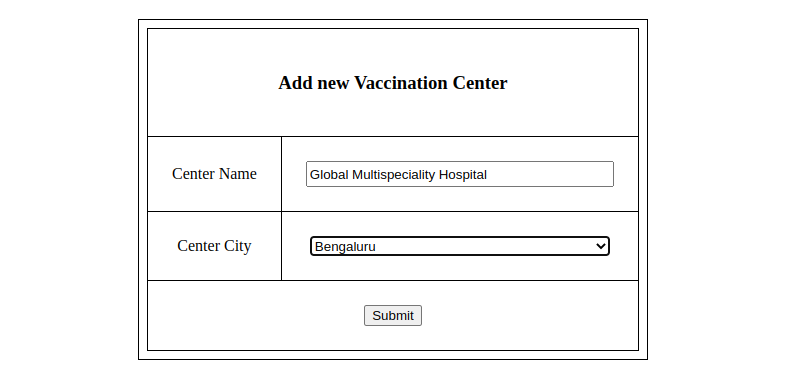 Add new Vaccination Center
Center Name
Global Multispeciality Hospital
Center City
Bengaluru
Submit